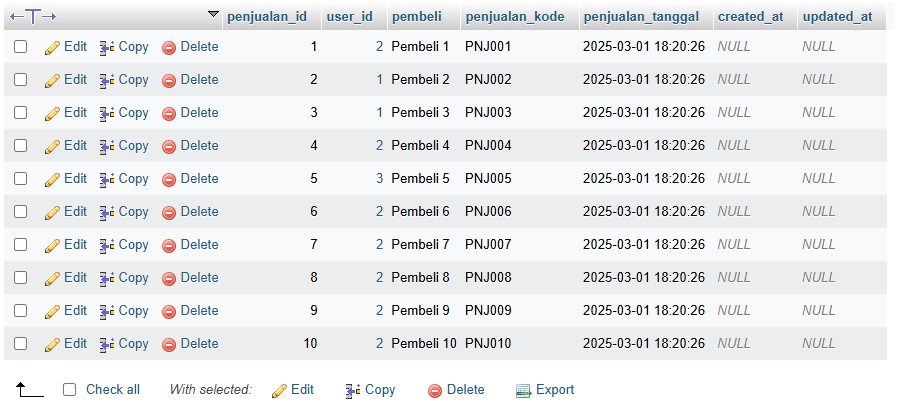 penjualan_id user_id pembeli penjualan_kode penjualan_tanggal created_at updated_at
Edit Copy Delete 1 2 Pembeli 1 PNJ001 2025-03-01 18:20:26 NULL NULL
Edit Copy Delete 2 1 Pembeli 2 PNJ002 2025-03-01 18:20:26 NULL NULL
Edit Copy Delete 3 1 Pembeli 3 PNJ003 2025-03-01 18:20:26 NULL NULL
Edit Copy Delete 4 2 Pembeli 4 PNJ004 2025-03-01 18:20:26 NULL NULL
Edit Copy Delete 5 3 Pembeli 5 PNJ005 2025-03-01 18:20:26 NULL NULL
Edit Copy Delete 6 2 Pembeli 6 PNJ006 2025-03-01 18:20:26 NULL NULL
Edit Copy Delete 7 2 Pembeli 7 PNJ007 2025-03-01 18:20:26 NULL NULL
Edit Copy Delete 8 2 Pembeli 8 PNJ008 2025-03-01 18:20:26 NULL NULL
Edit Copy Delete 9 2 Pembeli 9 PNJ009 2025-03-01 18:20:26 NULL NULL
Edit Copy Delete 10 2 Pembeli 10 PNJ010 2025-03-01 18:20:26 NULL NULL
Check all With selected: Edit Copy Delete Export